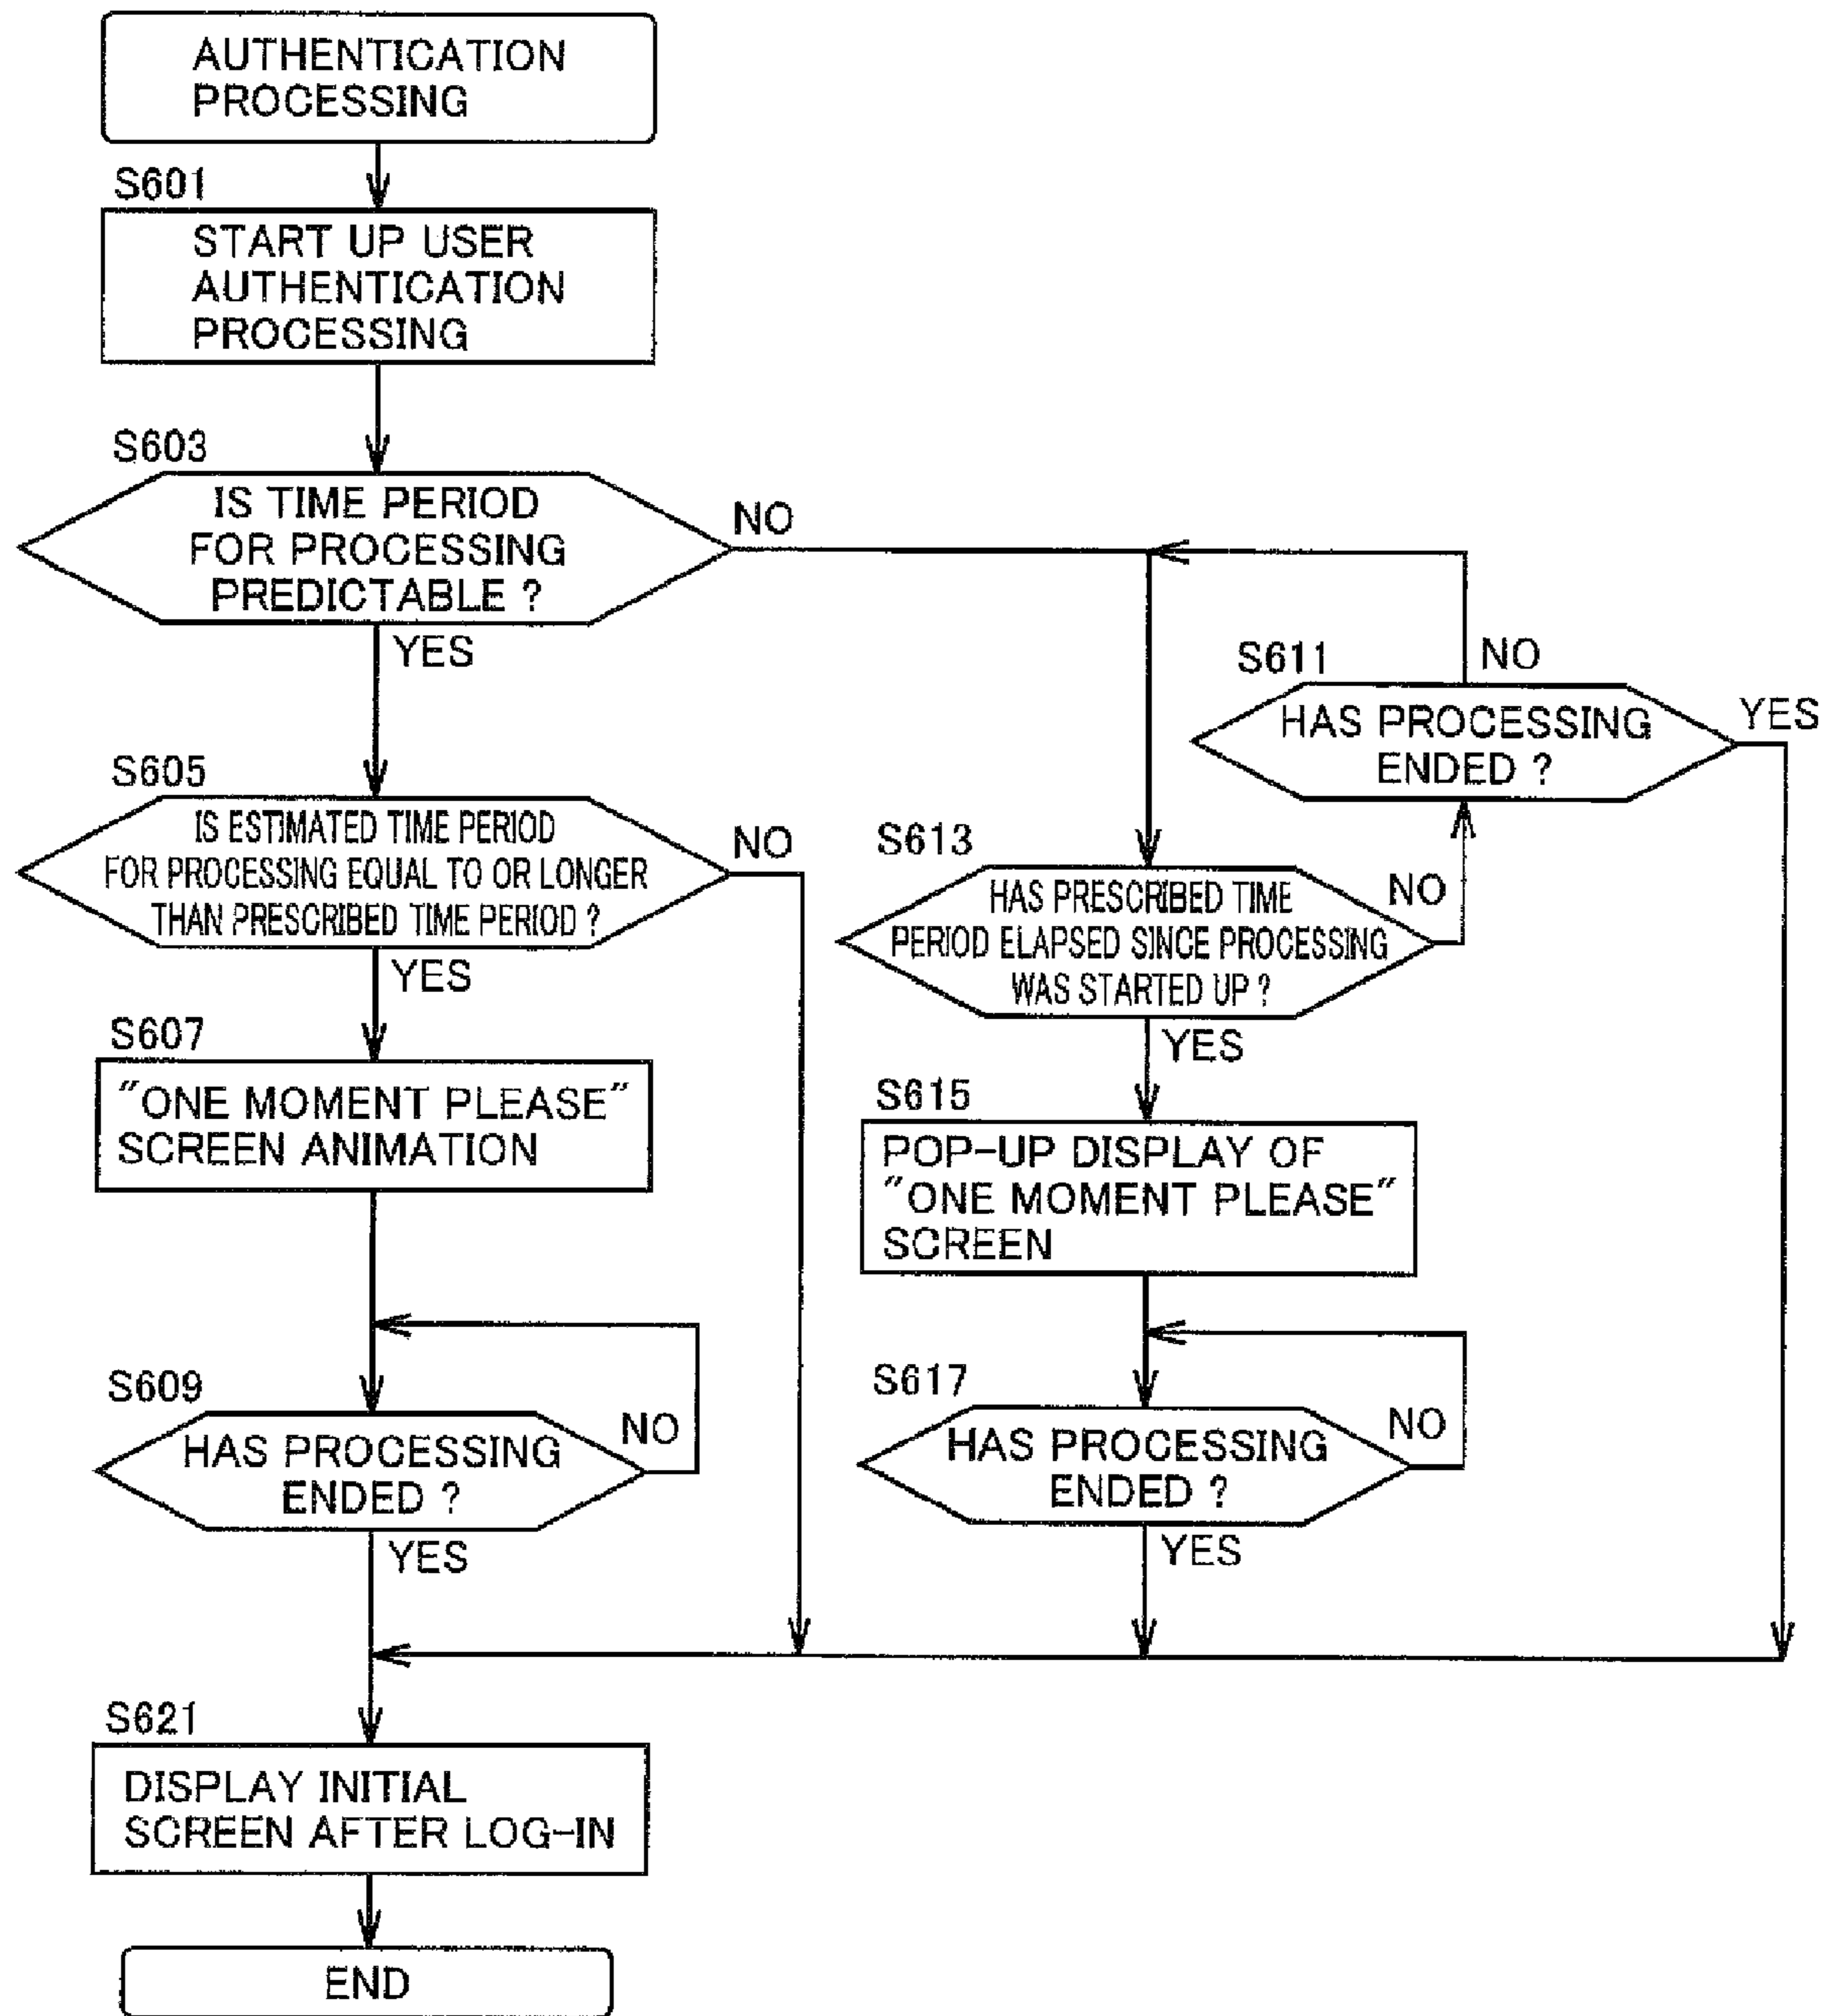 AUTHENTICATION
PROCESSING
S601
START UP USER
AUTHENTICATION
PROCESSING
S603
IS TIME PERIOD
FOR PROCESSING
PREDICTABLE ?
NO
YES
S611
NO
HAS PROCESSING
ENDED ?
YES
S605
IS ESTIMATED TIME PERIOD
FOR PROCESSING EQUAL TO OR LONGER
THAN PRESCRIBED TIME PERIOD ?
NO
YES
S613
HAS PRESCRIBED TIME
PERIOD ELAPSED SINCE PROCESSING
WAS STARTED UP ?
NO
YES
S607
"ONE MOMENT PLEASE"
SCREEN ANIMATION
S615
POP-UP DISPLAY OF
"ONE MOMENT PLEASE"
SCREEN
S609
HAS PROCESSING
ENDED ?
NO
YES
S617
HAS PROCESSING
ENDED ?
NO
YES
S621
DISPLAY INITIAL
SCREEN AFTER LOG-IN
END